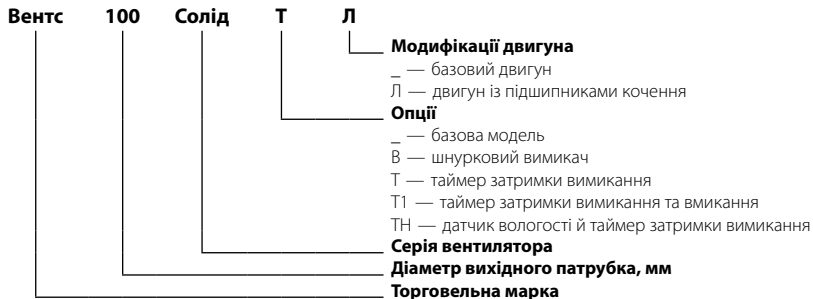 Вентс 100 Солід Т Л
Модифікації двигуна
_ — базовий двигун
Л — двигун із підшипниками кочення
Опції
_ — базова модель
В — шнурковий вимикач
Т — таймер затримки вимикання
Т1 — таймер затримки вимикання та вмикання
ТН — датчик вологості й таймер затримки вимикання
Серія вентилятора
Діаметр вихідного патрубка, мм
Торговельна марка